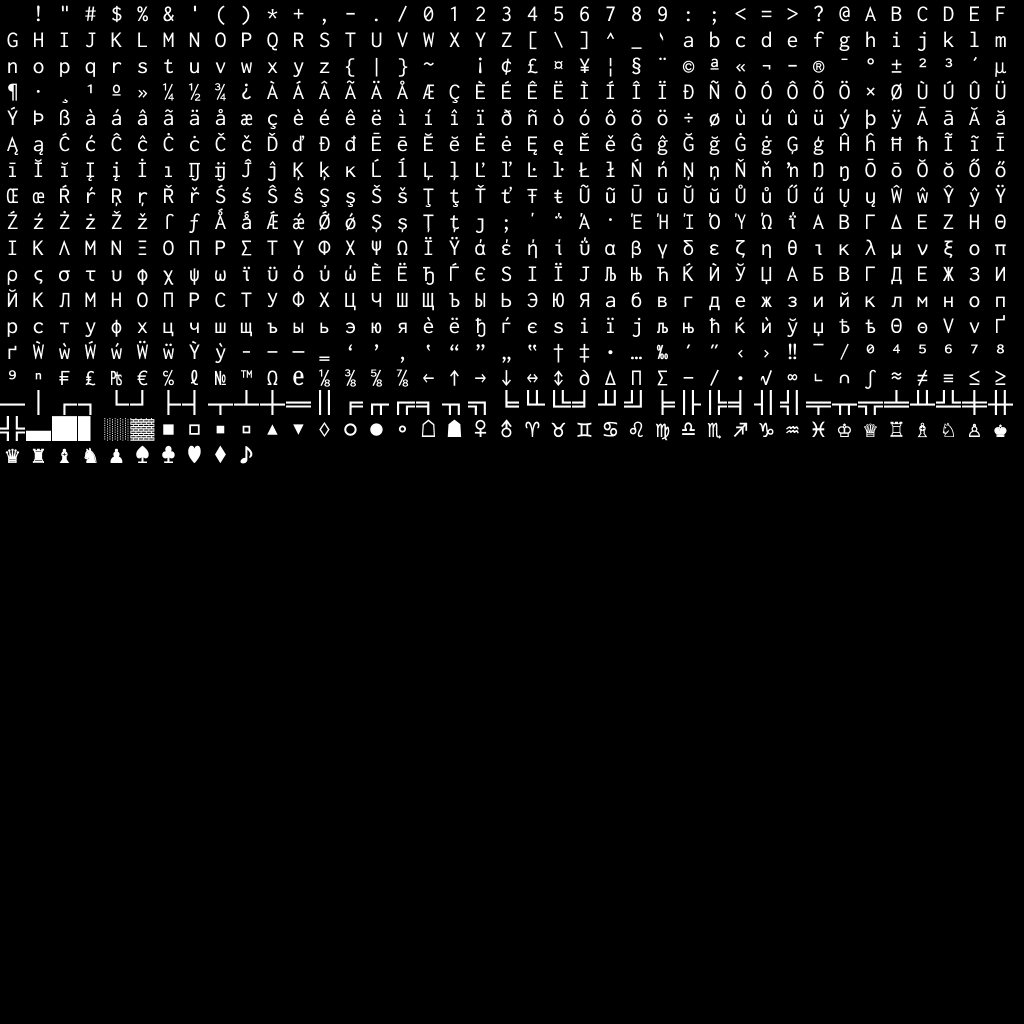 ! " # $ % & ' ( ) * + , - . / 0 1 2 3 4 5 6 7 8 9 : ; < = > ? @ A B C D E F
G H I J K L M N O P Q R S T U V W X Y Z [ \ ] ^ _ ` a b c d e f g h i j k l m
n o p q r s t u v w x y z { | } ~ ¡ ¢ £ ¤ ¥ ¦ § ¨ © ª « ¬ - ® ¯ ° ± ² ³ ´ µ
¶ · ¸ ¹ º » ¼ ½ ¾ ¿ À Á Â Ã Ä Å Æ Ç È É Ê Ë Ì Í Î Ï Ð Ñ Ò Ó Ô Õ Ö × Ø Ù Ú Û Ü
Ý Þ ß à á â ã ä å æ ç è é ê ë ì í î ï ð ñ ò ó ô õ ö ÷ ø ù ú û ü ý þ ÿ Ā ā Ă ă
Ą ą Ć ć Ĉ ĉ Ċ ċ Č č Ď ď Đ đ Ē ē Ĕ ĕ Ė ė Ę ę Ě ě Ĝ ĝ Ğ ğ Ġ ġ Ģ ģ Ĥ ĥ Ħ ħ Ĩ ĩ Ī
ī Ĭ ĭ Į į İ ı Ĳ ĳ Ĵ ĵ Ķ ķ ĸ Ĺ ĺ Ļ ļ Ľ ľ Ŀ ŀ Ł ł Ń ń Ņ ņ Ň ň ŉ Ŋ ŋ Ō ō Ŏ ŏ Ő ő
Œ œ Ŕ ŕ Ŗ ŗ Ř ř Ś ś Ŝ ŝ Ş ş Š š Ţ ţ Ť ť Ŧ ŧ Ũ ũ Ū ū Ŭ ŭ Ů ů Ű ű Ų ų Ŵ ŵ Ŷ ŷ Ÿ
Ź ź Ż ż Ž ž ſ ƒ Ǻ ǻ Ǽ ǽ Ǿ ǿ Ș ș Ț ț ȷ ; ΄ ΅ Ά · Έ Ή Ί Ό Ύ Ώ ΐ Α Β Γ Δ Ε Ζ Η Θ
Ι Κ Λ Μ Ν Ξ Ο Π Ρ Σ Τ Υ Φ Χ Ψ Ω Ϊ Ϋ ά έ ή ί ΰ α β γ δ ε ζ η θ ι κ λ μ ν ξ ο π
ρ ς σ τ υ φ χ ψ ω ϊ ϋ ό ύ ώ Ѐ Ё Ђ Ѓ Є Ѕ І Ї Ј Љ Њ Ћ Ќ Ѝ Ў Џ А Б В Г Д Е Ж З И
Й К Л М Н О П Р С Т У Ф Х Ц Ч Ш Щ Ъ Ы Ь Э Ю Я а б в г д е ж з и й к л м н о п
р с т у ф х ц ч ш щ ъ ы ь э ю я ѐ ё ђ ѓ є ѕ і ї ј љ њ ћ ќ ѝ ў џ Ѣ ѣ Ѳ ѳ Ѵ ѵ Ґ
ґ Ẁ ẁ Ẃ ẃ Ẅ ẅ Ỳ ỳ ‐ – — ‗ ‘ ’ ‚ ‛ “ ” „ ‟ † ‡ • … ‰ ′ ″ ‹ › ‼ ‾ ⁄ ⁰ ⁴ ⁵ ⁶ ⁷ ⁸
⁹ ⁿ ₣ ₤ ₧ € ℅ ℓ № ™ Ω ℮ ⅛ ⅜ ⅝ ⅞ ← ↑ → ↓ ↔ ↕ ∂ ∆ ∏ ∑ − ∕ ∙ √ ∞ ∟ ∩ ∫ ≈ ≠ ≡ ≤ ≥
─ │ ┌ ┐ └ ┘ ├ ┤ ┬ ┴ ┼ ═ ║ ╒ ╓ ╔ ╕ ╖ ╗ ╘ ╙ ╚ ╛ ╜ ╝ ╞ ╟ ╠ ╡ ╢ ╣ ╤ ╥ ╦ ╧ ╨ ╩ ╪ ╫
╬ ▄ █ ▌ ░ ▒ ■ □ ▪ ▫ ▲ ▼ ◊ ○ ● ◦ ☖ ☗ ♀ ♁ ♈ ♉ ♊ ♋ ♌ ♍ ♎ ♏ ♐ ♑ ♒ ♓ ♔ ♕ ♖ ♗ ♘ ♙ ♚
♛ ♜ ♝ ♞ ♟ ♠ ♣ ♥ ♦ ♪